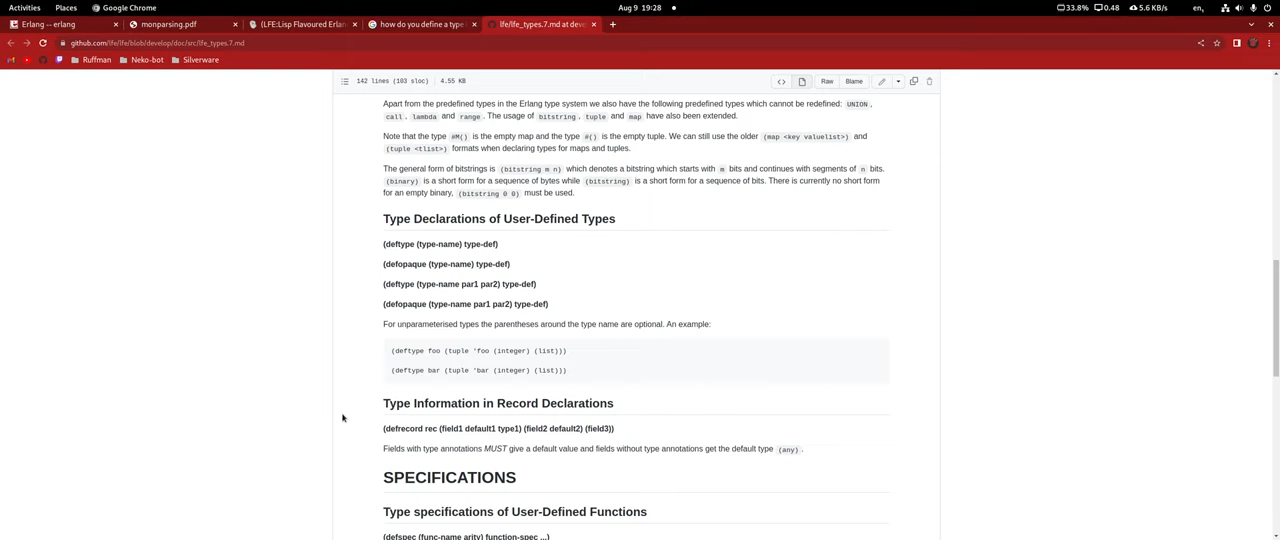 Activities Places Google Chrome Aug 9 19:28 33.8% 0.48 5.6 KB/s en,
Erlang -- erlang monparsing.pdf (LFE:Lisp Flavoured Erlan how do you define a type lfe/lfe_types.7.md at deve
github.com/lfe/lfe/blob/develop/doc/src/lfe_types.7.md
Ruffman Neko-bot Silverware
142 lines (103 sloc) 4.55 KB Raw Blame
Apart from the predefined types in the Erlang type system we also have the following predefined types which cannot be redefined: UNION ,
call , lambda and range . The usage of bitstring , tuple and map have also been extended.
Note that the type #M() is the empty map and the type #() is the empty tuple. We can still use the older (map <key valuelist>) and
(tuple <tlist>) formats when declaring types for maps and tuples.
The general form of bitstrings is (bitstring m n) which denotes a bitstring which starts with m bits and continues with segments of n bits.
(binary) is a short form for a sequence of bytes while (bitstring) is a short form for a sequence of bits. There is currently no short form
for an empty binary, (bitstring 0 0) must be used.
Type Declarations of User-Defined Types
(deftype (type-name) type-def)
(defopaque (type-name) type-def)
(deftype (type-name par1 par2) type-def)
(defopaque (type-name par1 par2) type-def)
For unparameterised types the parentheses around the type name are optional. An example:
(deftype foo (tuple 'foo (integer) (list)))
(deftype bar (tuple 'bar (integer) (list)))
Type Information in Record Declarations
(defrecord rec (field1 default1 type1) (field2 default2) (field3))
Fields with type annotations MUST give a default value and fields without type annotations get the default type (any) .
SPECIFICATIONS
Type specifications of User-Defined Functions
(defspec (func-name arity) function-spec ...)